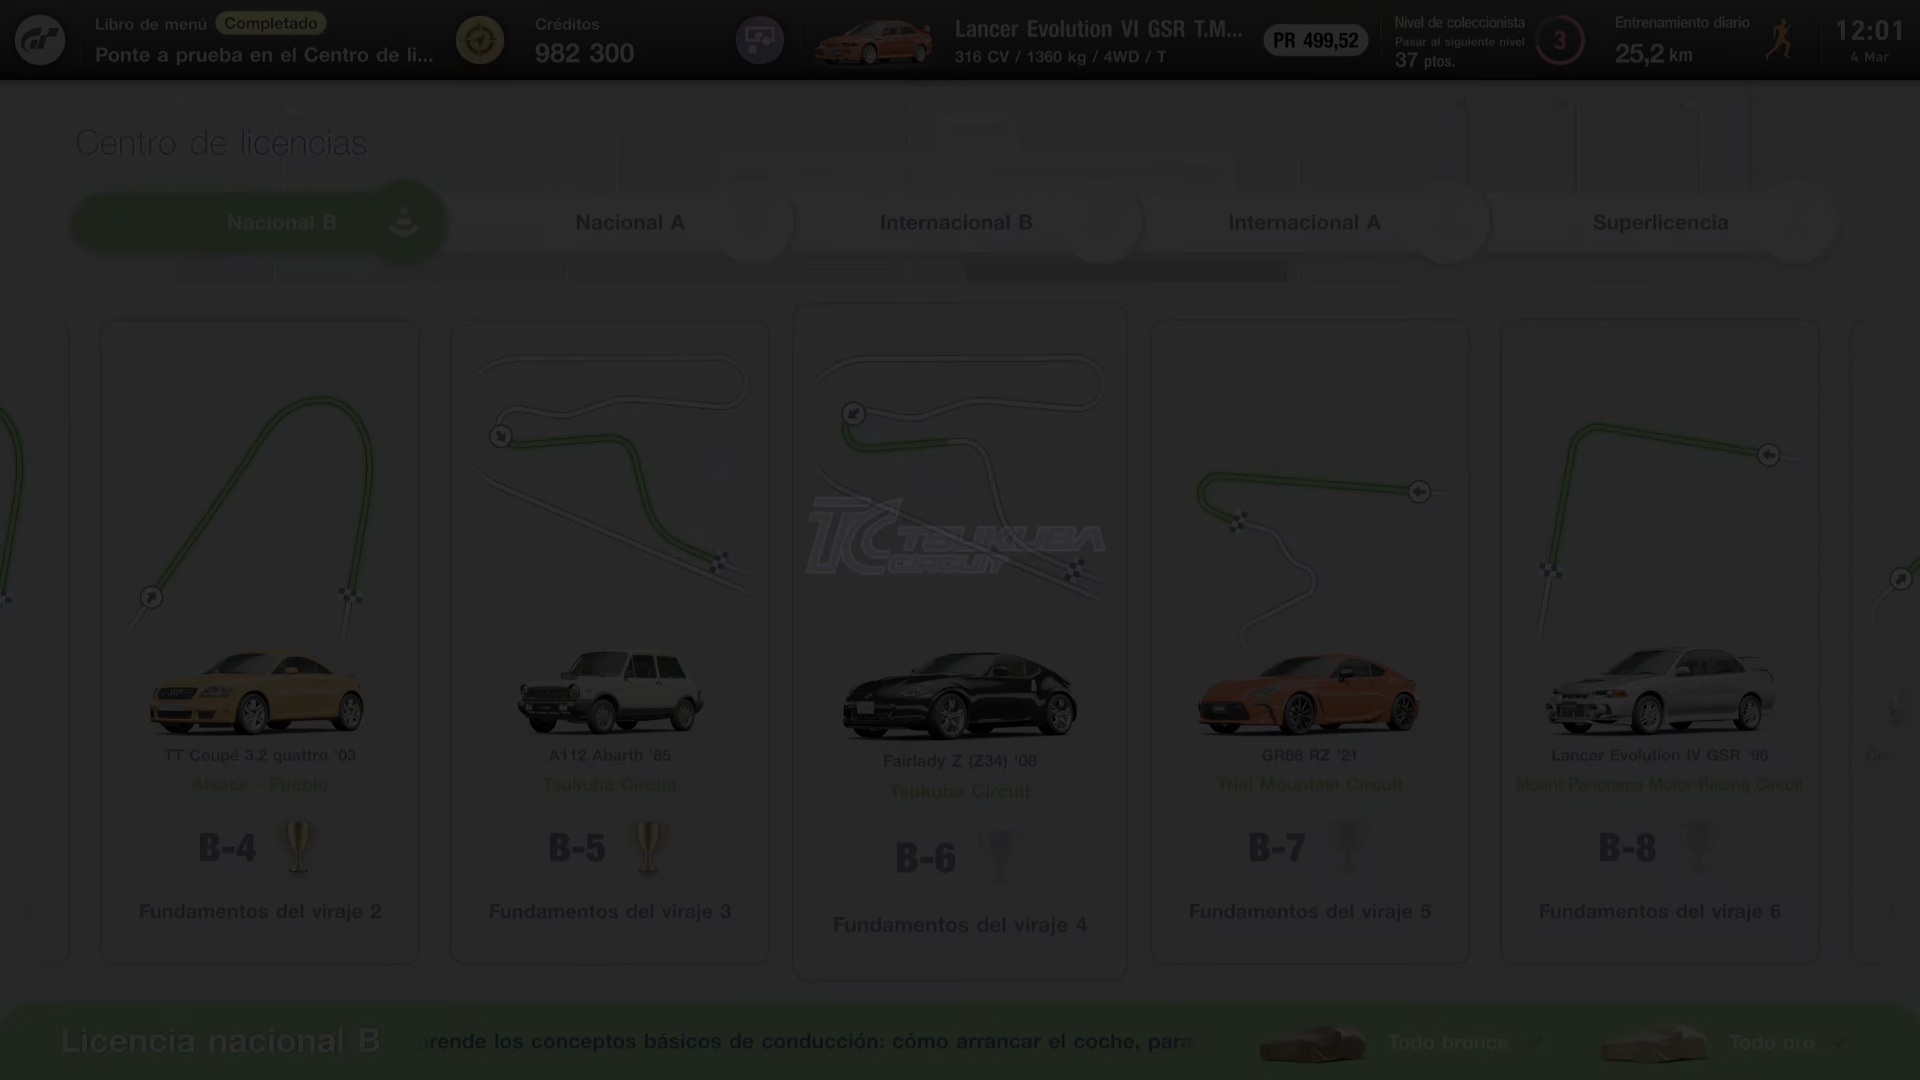 Libro de menú Completado
Ponte a prueba en el Centro de li...
Créditos
982 300
Lancer Evolution VI GSR T.M...
316 CV / 1360 kg / 4WD / T
PR 499,52
Nivel de coleccionista
Pasar al siguiente nivel
37 ptos.
3
Entrenamiento diario
25,2 km
12:01
4 Mar
Centro de licencias
Nacional B
Nacional A
Internacional B
Internacional A
Superlicencia
TC TSUKUBA CIRCUIT
TT Coupé 3.2 quattro '03
Alsace - Pueblo
B-4
Fundamentos del viraje 2
A112 Abarth '85
Tsukuba Circuit
B-5
Fundamentos del viraje 3
Fairlady Z (Z34) '08
Tsukuba Circuit
B-6
Fundamentos del viraje 4
GR86 RZ '21
Trial Mountain Circuit
B-7
Fundamentos del viraje 5
Lancer Evolution IV GSR '96
Mount Panorama Motor Racing Circuit
B-8
Fundamentos del viraje 6
Licencia nacional B
prende los conceptos básicos de conducción: cómo arrancar el coche, para
Todo bronce
Todo oro